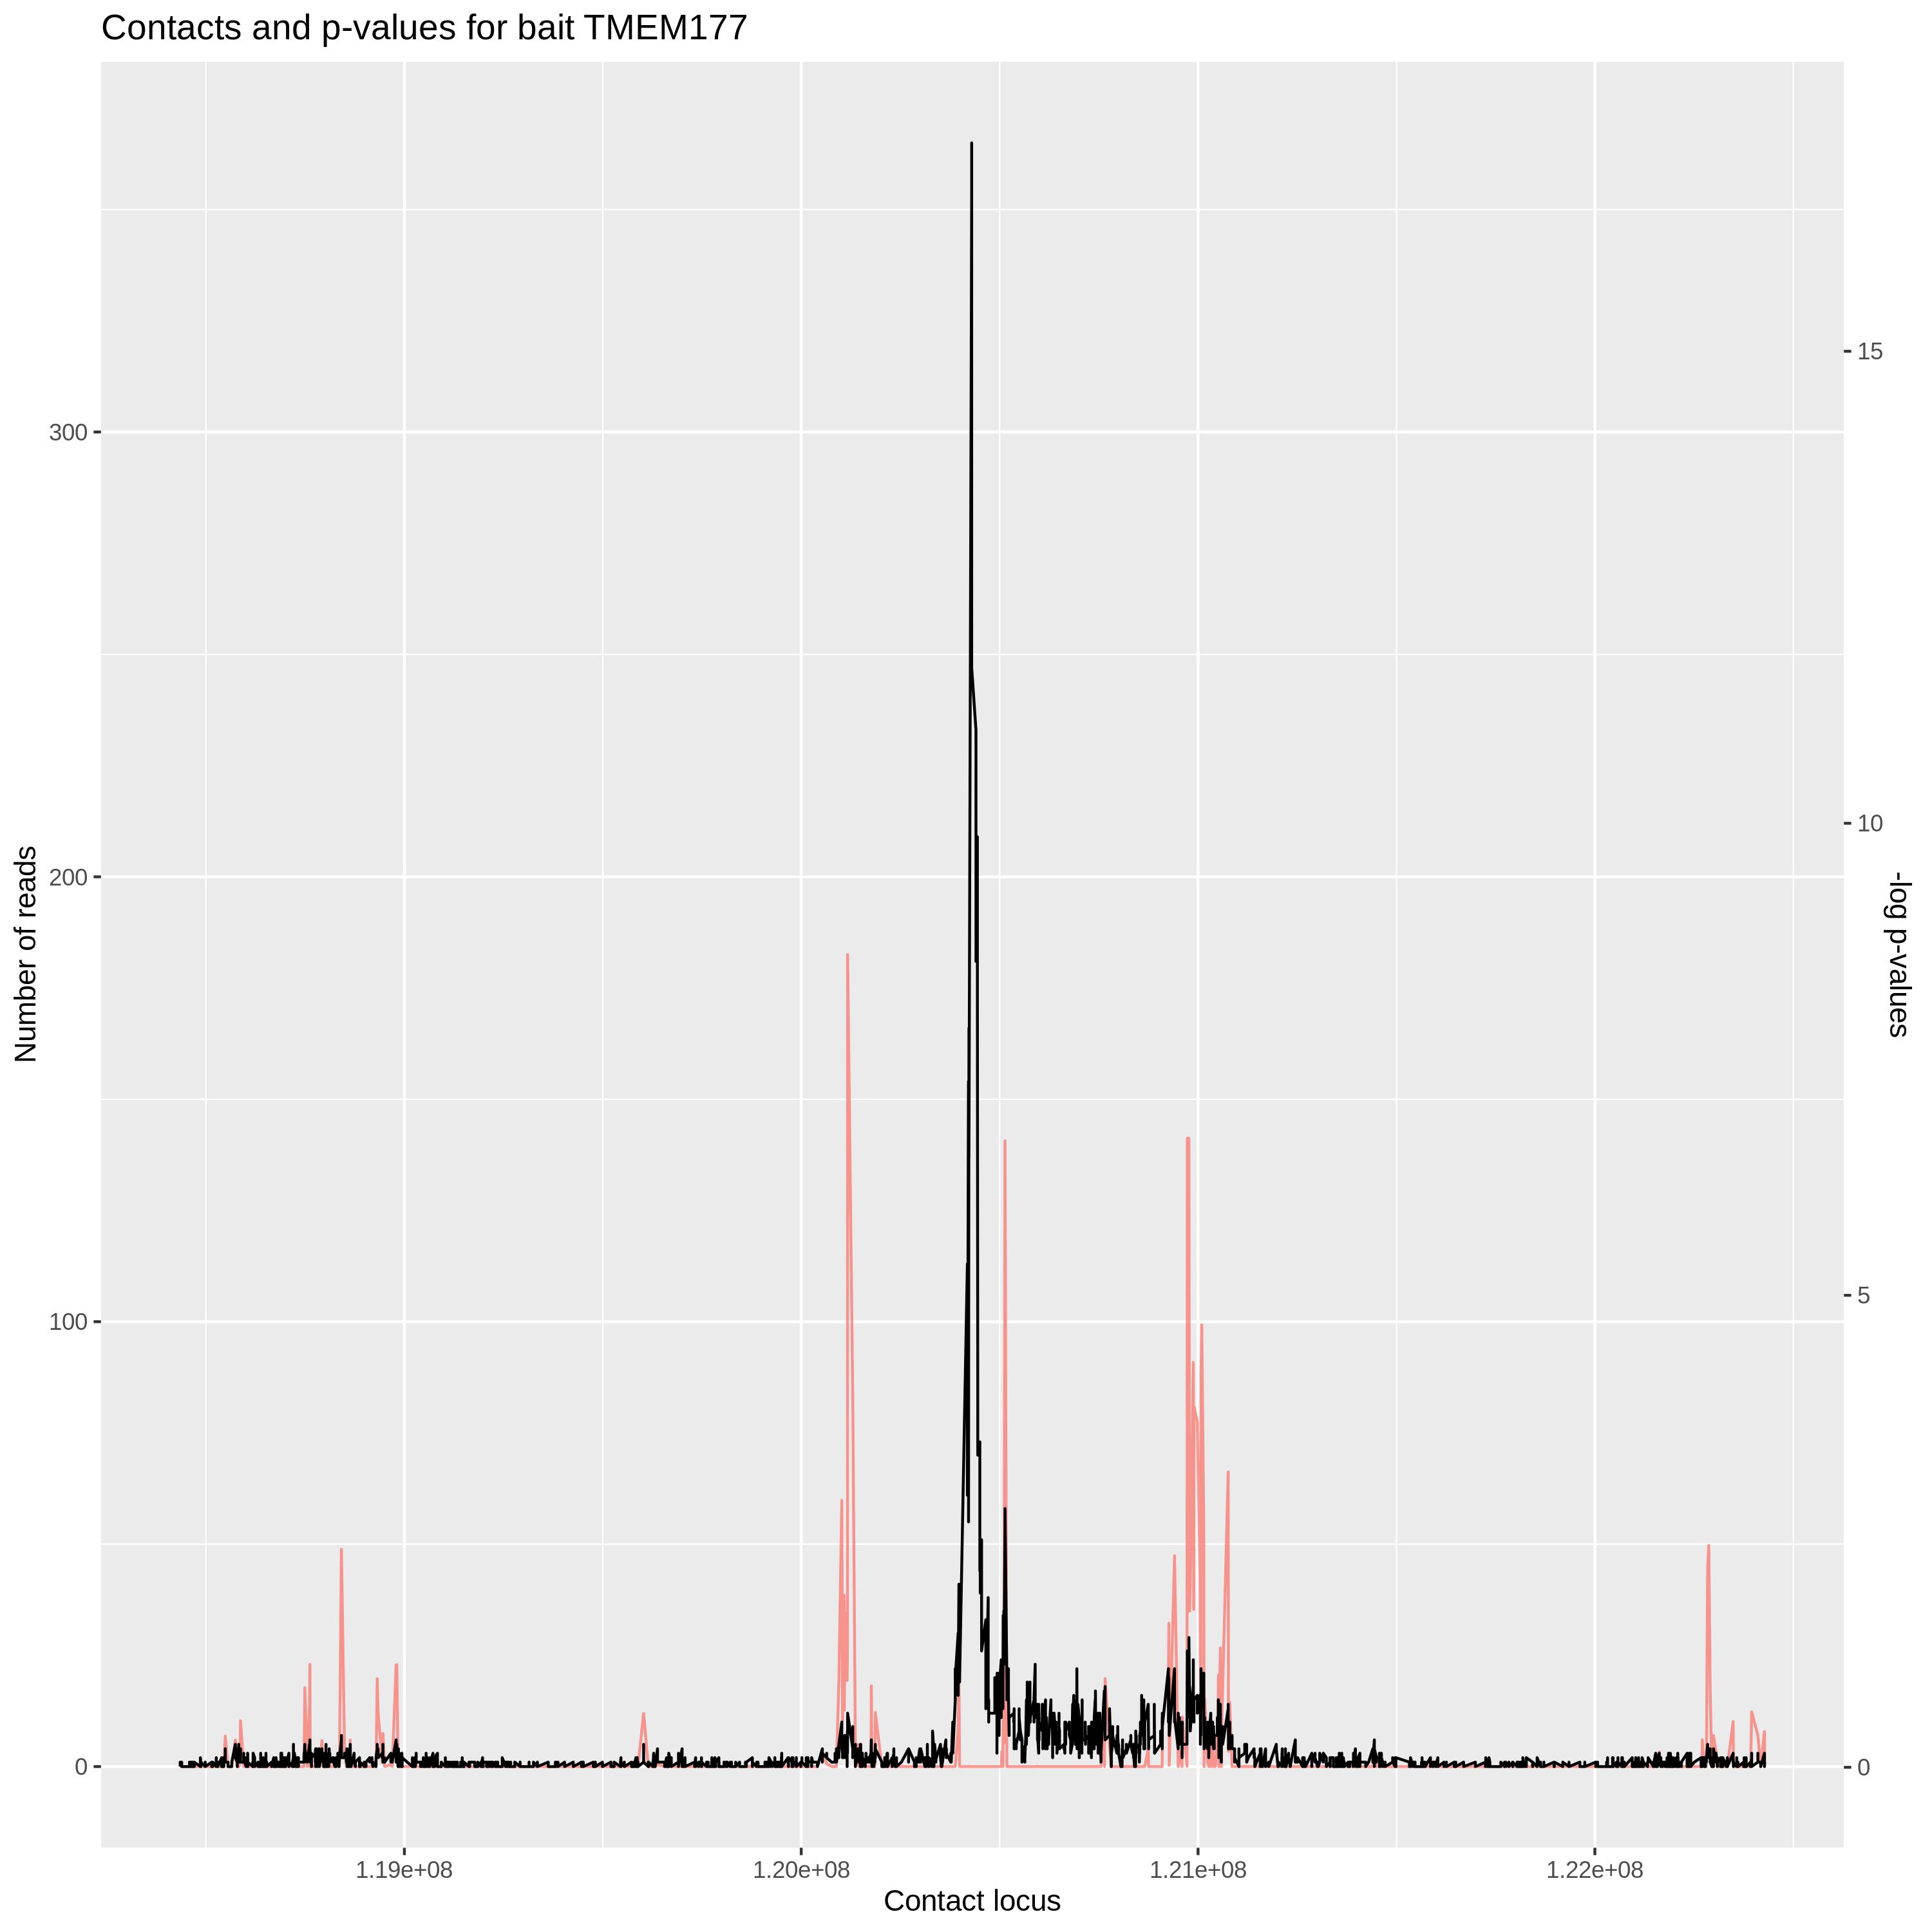 Contacts and p-values for bait TMEM177
300
200
100
0
15
10
5
0
Number of reads
-log p-values
1.19e+08
1.20e+08
1.21e+08
1.22e+08
Contact locus